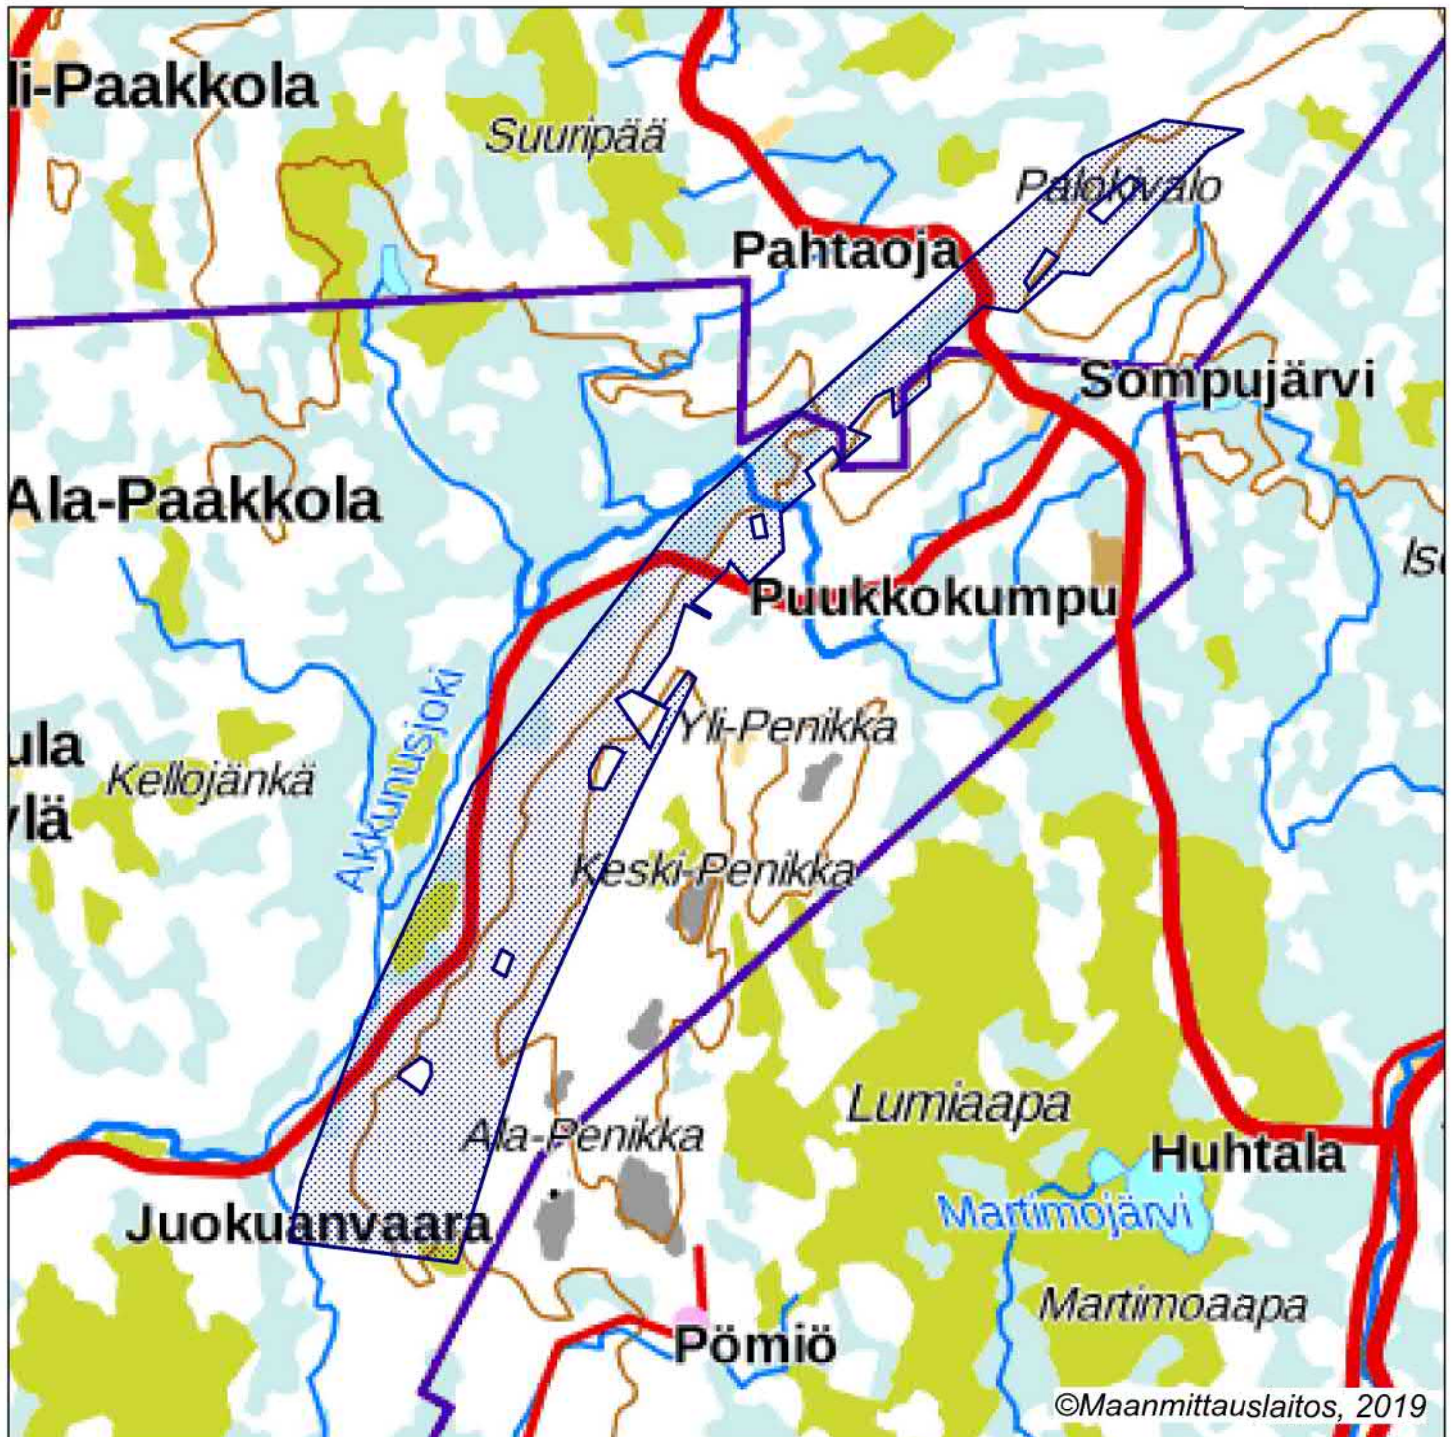 li-Paakkola
Suuripää
Palokivalo
Pahtaoja
Sompujärvi
Ala-Paakkola
Isu
Puukkokumpu
Akkunusjoki
Yli-Penikka
ula
Kellojänkä
ylä
Keski-Penikka
Lumiaapa
Ala-Penikka
Huhtala
Martimojärvi
Juokuanvaara
Martimoaapa
Pömiö
©Maanmittauslaitos, 2019